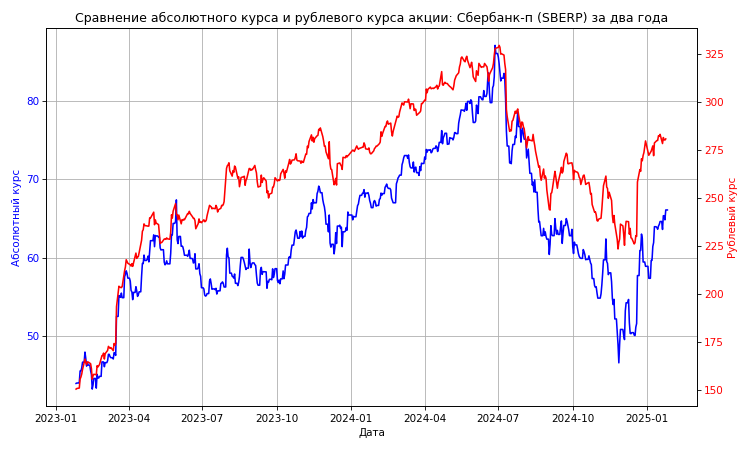 Сравнение абсолютного курса и рублевого курса акции: Сбербанк-п (SBERP) за два года
Абсолютный курс
80
70
60
50
325
300
275
250
225
200
175
150
Рублевый курс
2023-01 2023-04 2023-07 2023-10 2024-01 2024-04 2024-07 2024-10 2025-01
Дата